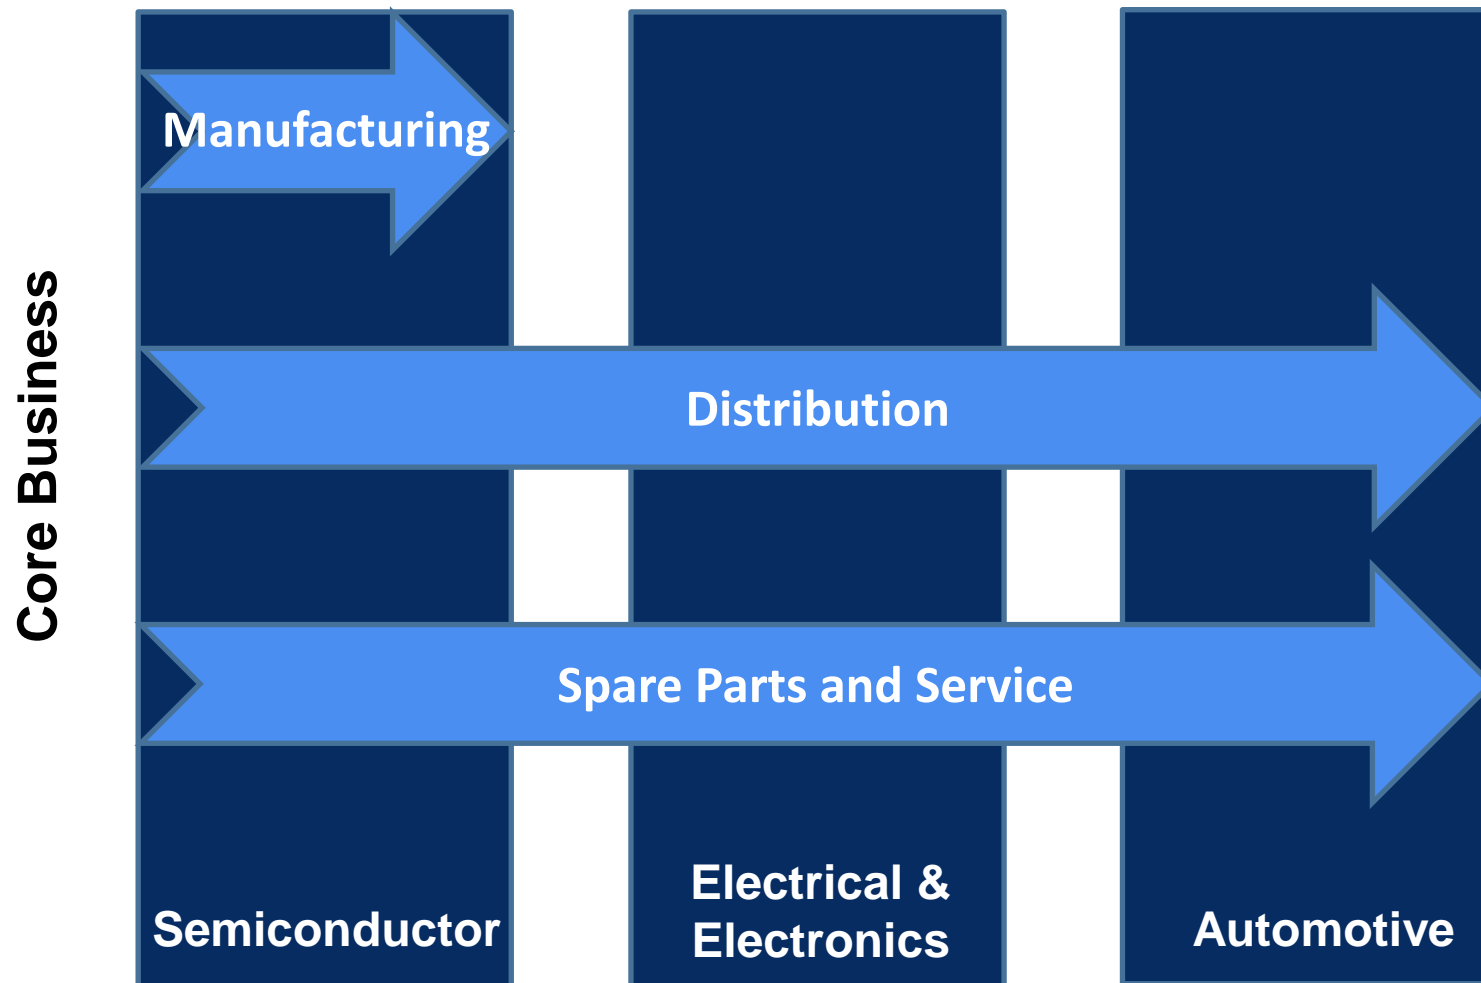 Core Business
Manufacturing
Distribution
Spare Parts and Service
Semiconductor
Electrical &
Electronics
Automotive